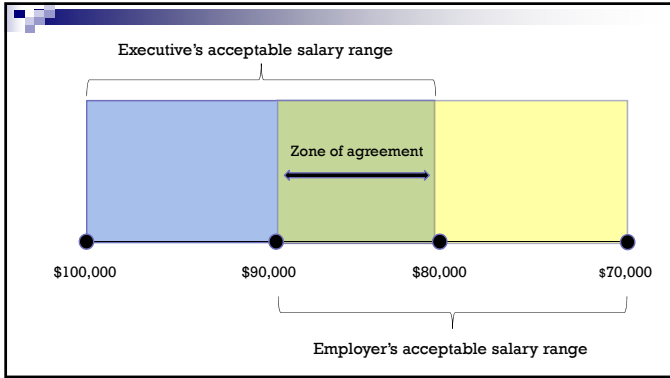 Executive's acceptable salary range
Zone of agreement
$100,000 $90,000 $80,000 $70,000
Employer's acceptable salary range